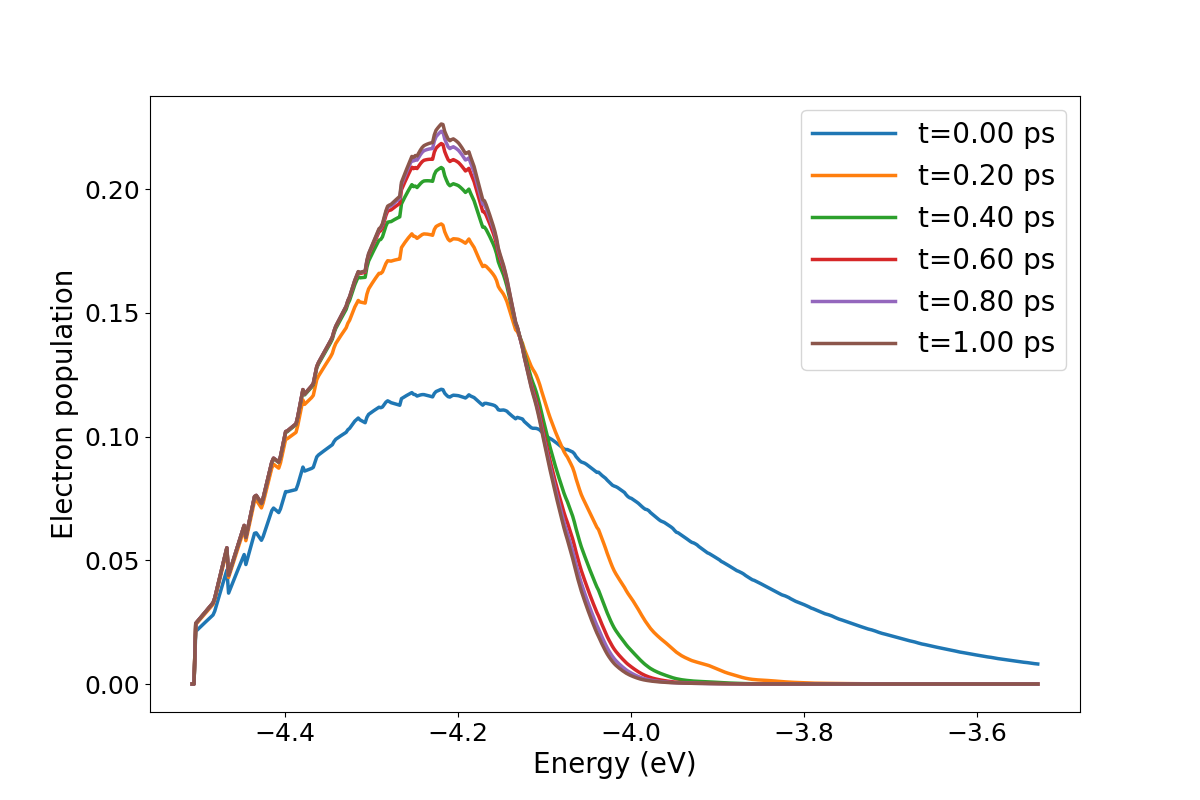 t=0.00 ps
t=0.20 ps
t=0.40 ps
t=0.60 ps
t=0.80 ps
t=1.00 ps
Electron population
0.20
0.15
0.10
0.05
0.00
−4.4 −4.2 −4.0 −3.8 −3.6
Energy (eV)